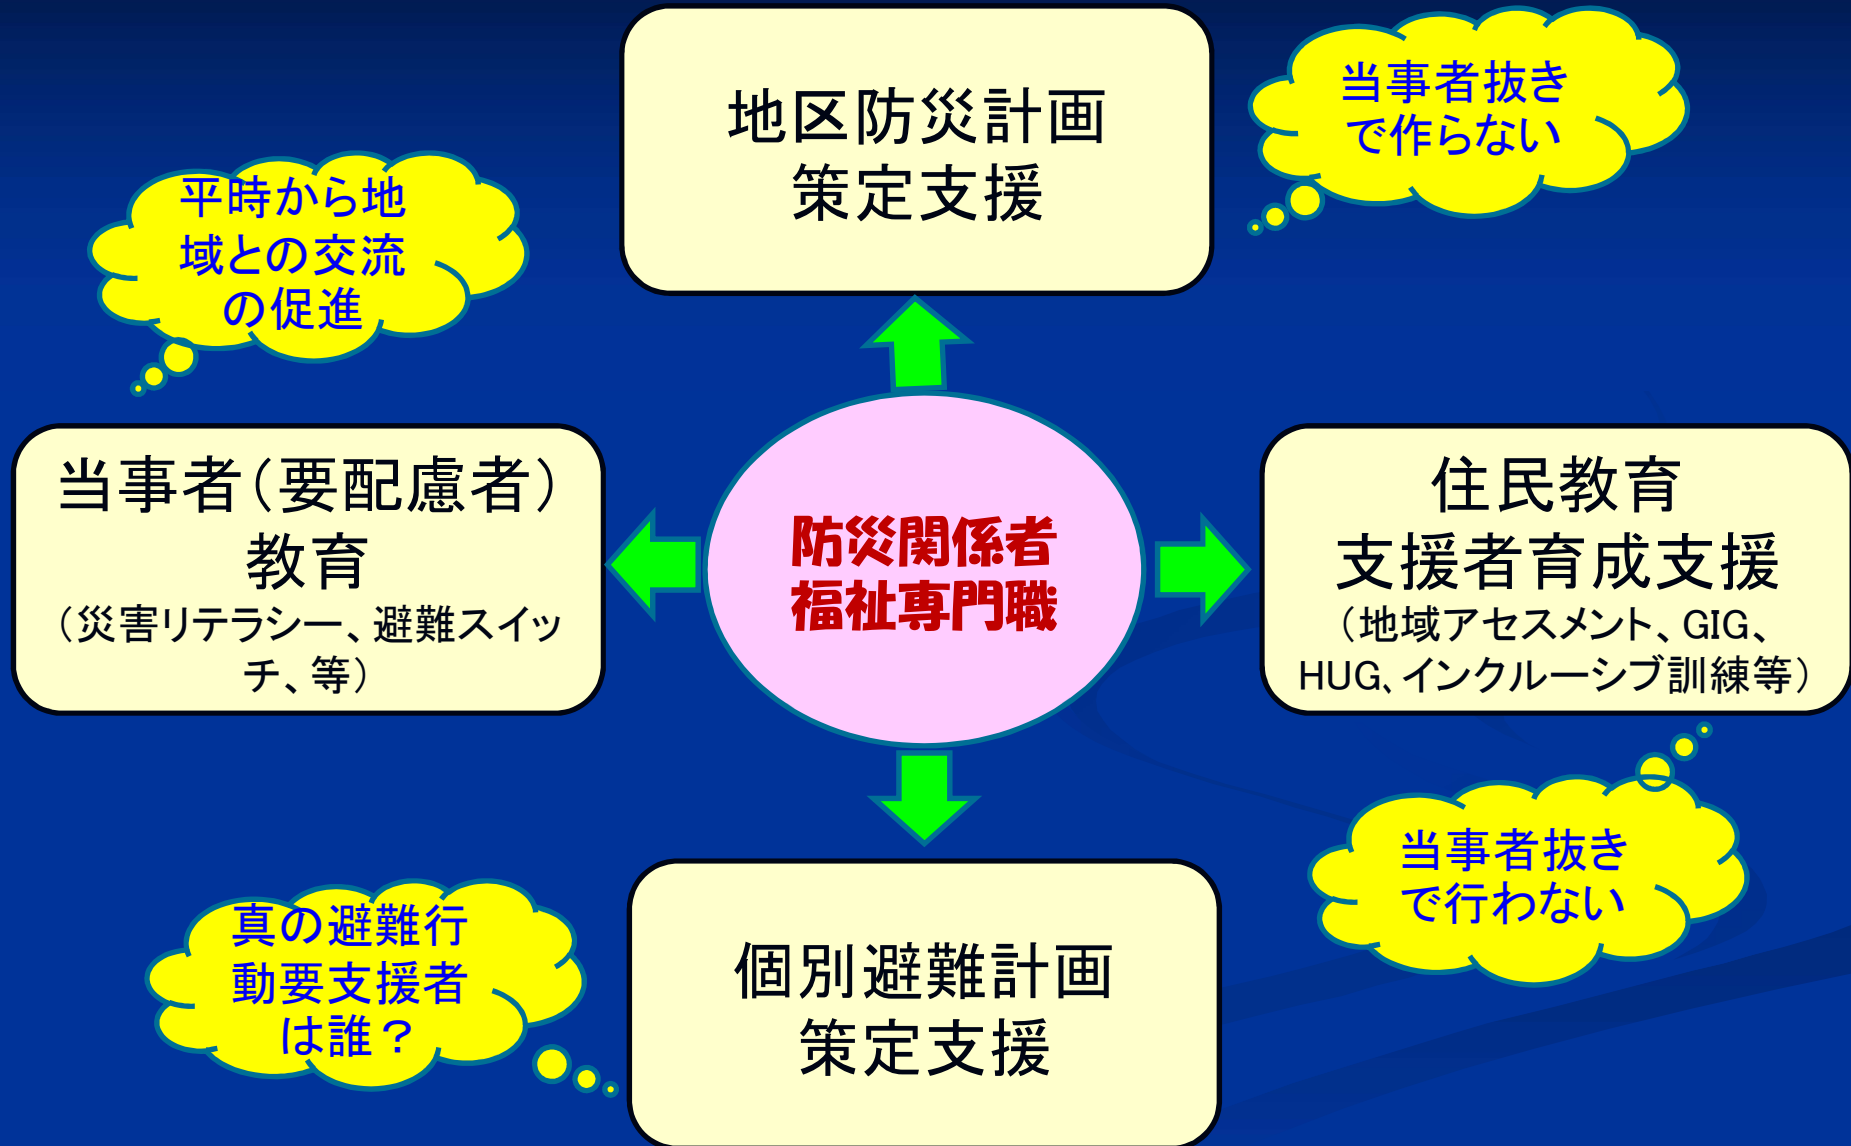 地区防災計画
策定支援
当事者抜き
で作らない
平時から地
域との交流
の促進
当事者（要配慮者）
教育
（災害リテラシー、避難スイッ
チ、等）
防災関係者
福祉専門職
住民教育
支援者育成支援
（地域アセスメント、GIG、
HUG、インクルーシブ訓練等）
真の避難行
動要支援者
は誰？
個別避難計画
策定支援
当事者抜き
で行わない